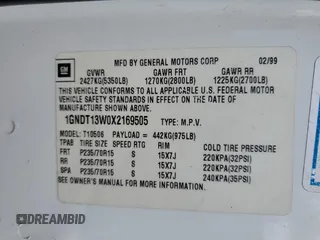 GM
MFD BY GENERAL MOTORS CORP 02/99
GVWR GAWR FRT GAWR RR
2427KG(5350LB) 1270KG(2800LB) 1225KG(2700LB)
THIS VEHICLE CONFORMS TO ALL APPLICABLE U.S. FEDERAL MOTOR
VEHICLE SAFETY STANDARDS IN EFFECT ON THE DATE OF
MANUFACTURE SHOWN ABOVE.
1GNDT13W0X2169505 TYPE: M.P.V.
MODEL: T10506 PAYLOAD = 442KG(975LB)
TPAB TIRE SIZE SPEED RTG RIM COLD TIRE PRESSURE
FRT P235/70R15 S 15X7J 220KPA(32PSI)
RR P235/70R15 S 15X7J 220KPA(32PSI)
SPA P235/70R15 S 15X7J 240KPA(35PSI)
SEE OWNER'S MANUAL FOR ADDITIONAL INFORMATION.
DREAMBID